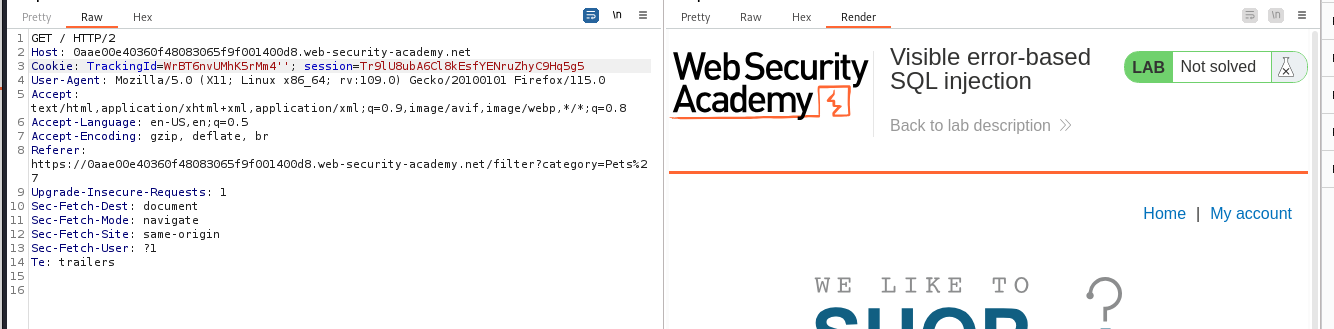 Pretty Raw Hex
\n
1 GET / HTTP/2
2 Host: 0aae00e40360f48083065f9f001400d8.web-security-academy.net
3 Cookie: TrackingId=WrBT6nvUMhK5rMm4''; session=Tr9lU8ubA6Cl8kEsfYENruZhyC9Hq5g5
4 User-Agent: Mozilla/5.0 (X11; Linux x86_64; rv:109.0) Gecko/20100101 Firefox/115.0
5 Accept:
text/html,application/xhtml+xml,application/xml;q=0.9,image/avif,image/webp,*/*;q=0.8
6 Accept-Language: en-US,en;q=0.5
7 Accept-Encoding: gzip, deflate, br
8 Referer:
https://0aae00e40360f48083065f9f001400d8.web-security-academy.net/filter?category=Pets%2
7
9 Upgrade-Insecure-Requests: 1
10 Sec-Fetch-Dest: document
11 Sec-Fetch-Mode: navigate
12 Sec-Fetch-Site: same-origin
13 Sec-Fetch-User: ?1
14 Te: trailers
15
16
Pretty Raw Hex Render
\n
Web Security
Academy
Visible error-based
SQL injection
LAB Not solved
Back to lab description
Home | My account
WE LIKE TO
SHOP